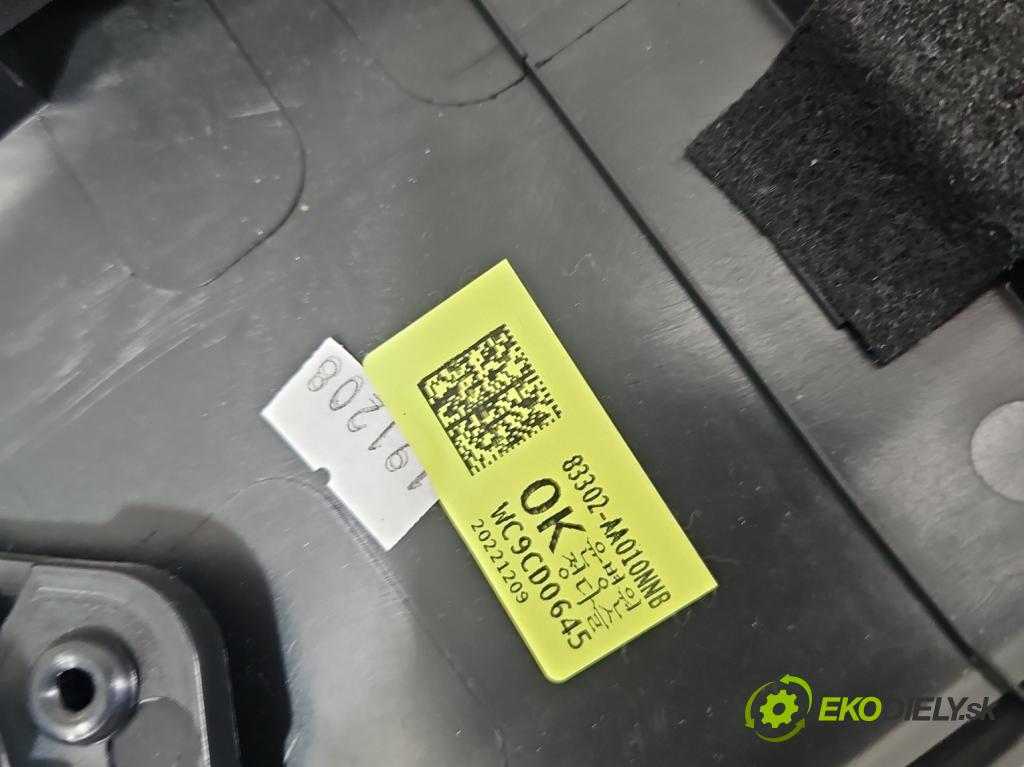 191208
83302-AA010NNB
OK
WC9CD0645
20221209
EKODIELY.sk